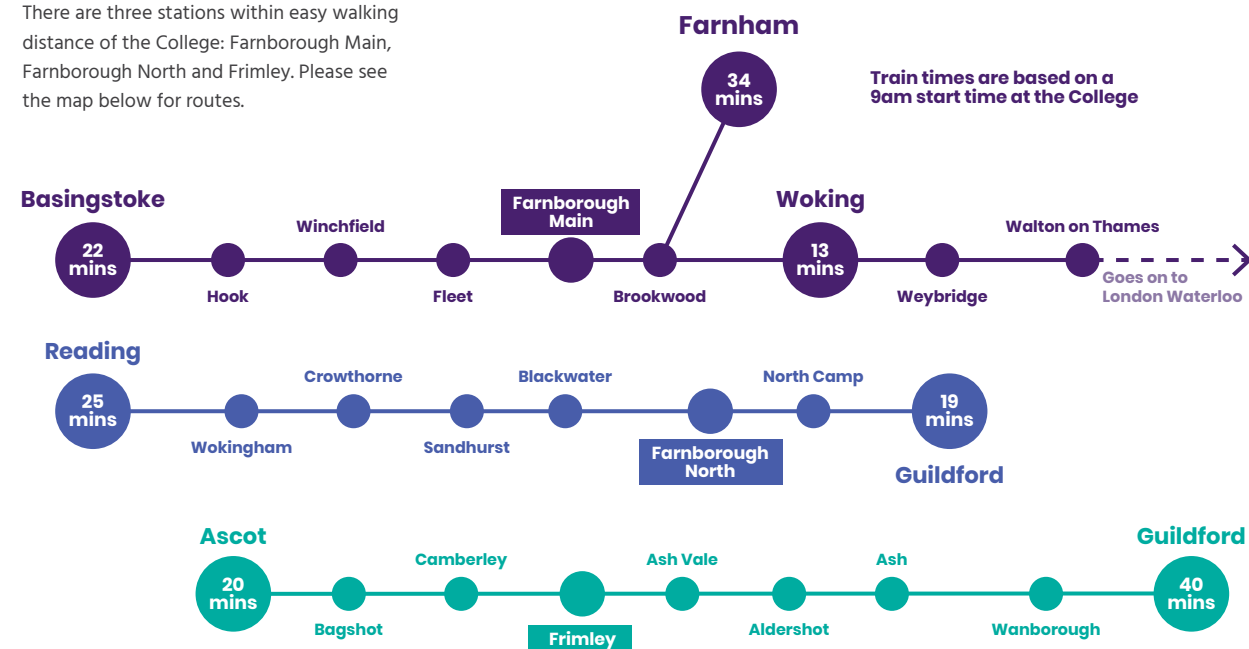 There are three stations within easy walking
distance of the College: Farnborough Main,
Farnborough North and Frimley. Please see
the map below for routes.
Farnham
34
mins
Train times are based on a
9am start time at the College
Basingstoke
22
mins
Hook
Winchfield
Fleet
Farnborough
Main
Brookwood
Woking
13
mins
Weybridge
Walton on Thames
Goes on to
London Waterloo
Reading
25
mins
Wokingham
Crowthorne
Sandhurst
Blackwater
Farnborough
North
North Camp
19
mins
Guildford
Ascot
20
mins
Bagshot
Camberley
Frimley
Ash Vale
Aldershot
Ash
Wanborough
Guildford
40
mins